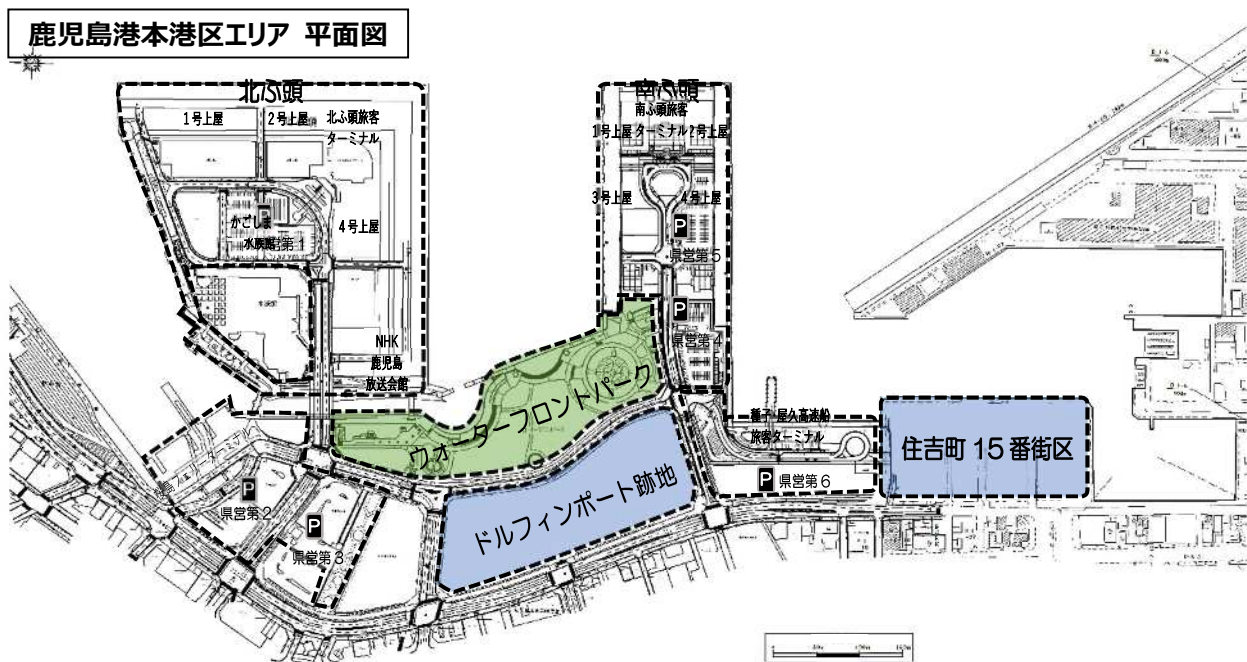 鹿児島港本港区エリア 平面図
北ふ頭
1号上屋
2号上屋
北ふ頭旅客
ターミナル
かごしま
水族館
県営第1
4号上屋
NHK
鹿児島
放送会館
南ふ頭
南ふ頭旅客
ターミナル
1号上屋
2号上屋
3号上屋
4号上屋
P
県営第5
P
県営第4
ウォーターフロントパーク
ドルフィンポート跡地
種子・屋久高速船
旅客ターミナル
P 県営第6
住吉町 15 番街区
P
県営第2
P
県営第3